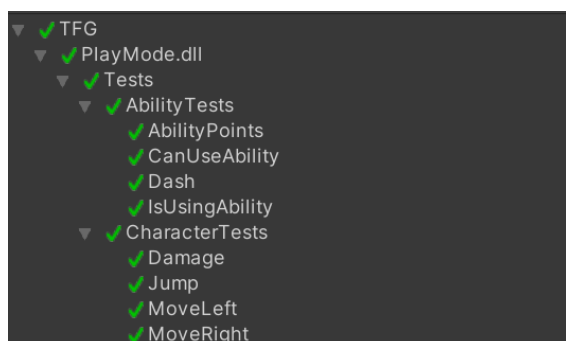 TFG
PlayMode.dll
Tests
AbilityTests
AbilityPoints
CanUseAbility
Dash
IsUsingAbility
CharacterTests
Damage
Jump
MoveLeft
MoveRight